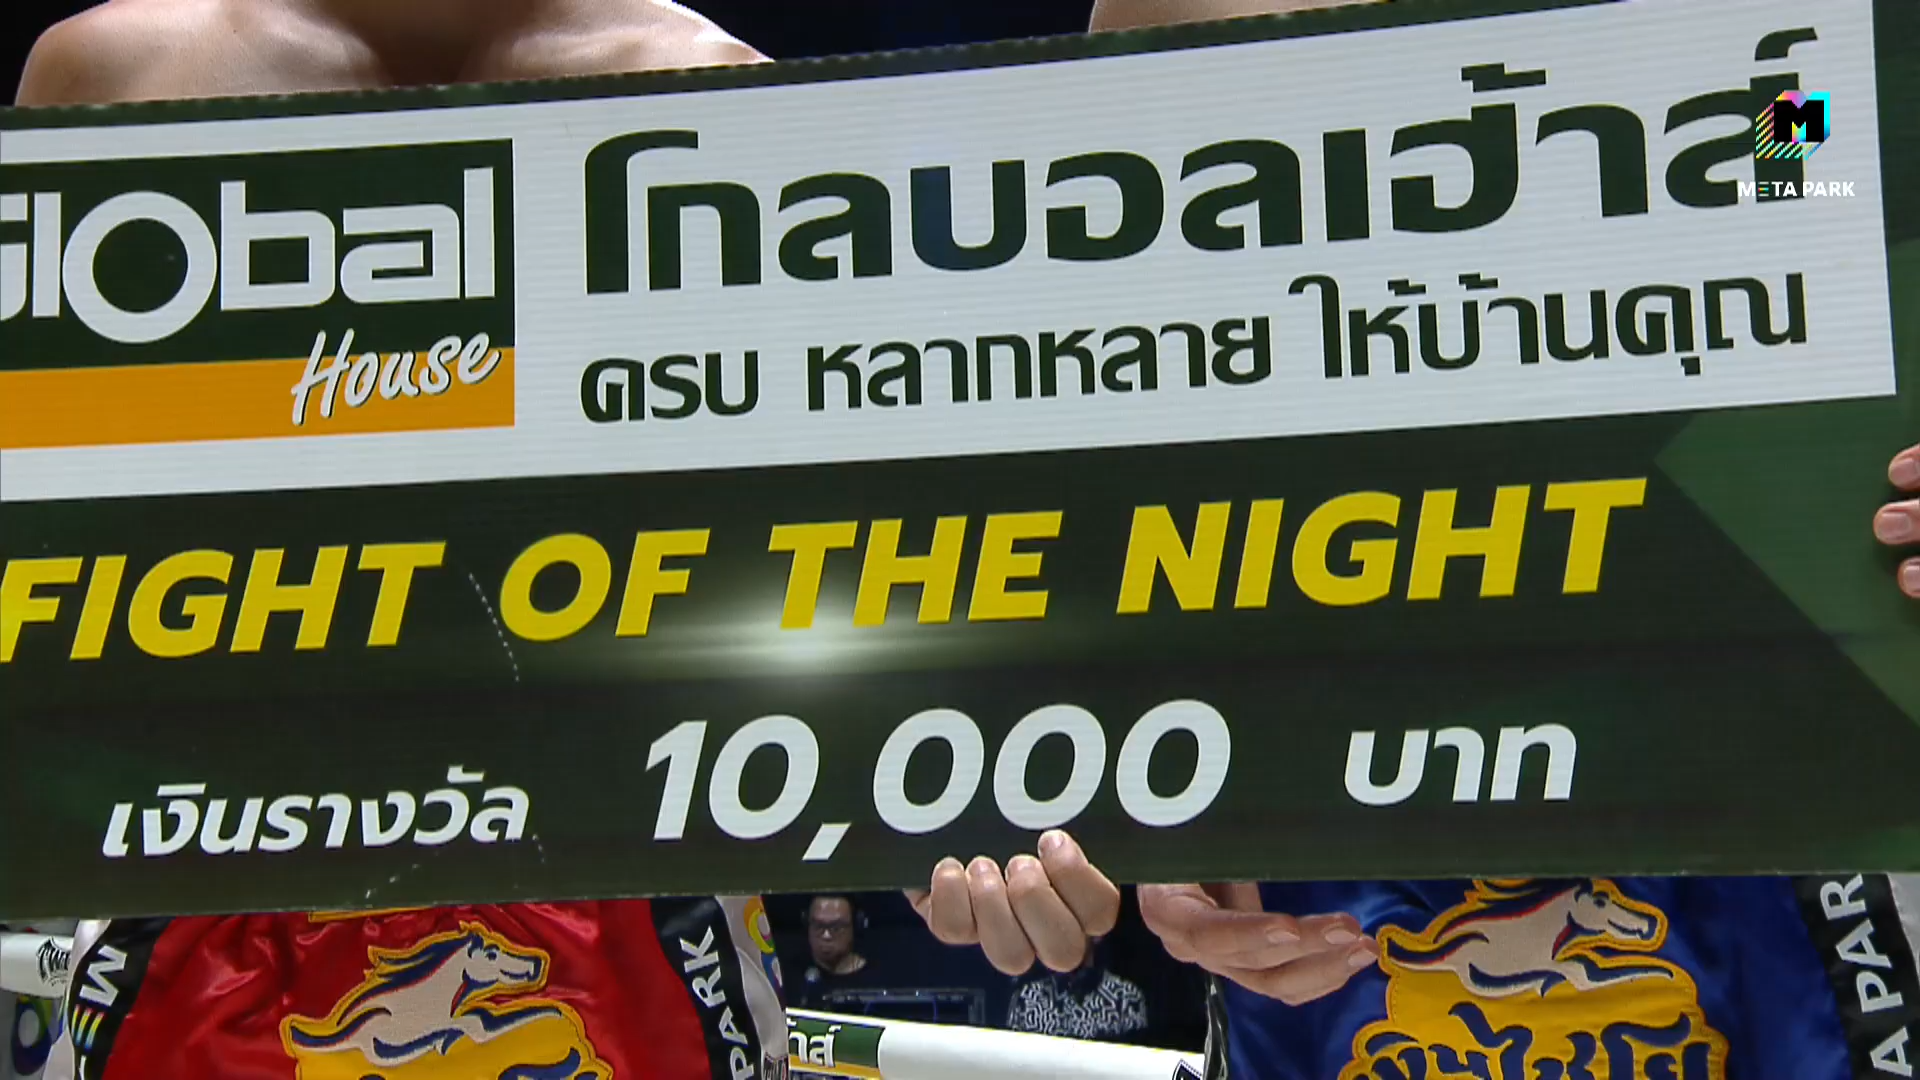 Global
House
โกลบอลเฮ้าส์
ครบ หลากหลาย ให้บ้านคุณ
META PARK
FIGHT OF THE NIGHT
เงินรางวัล 10,000 บาท
PARK
A PAR